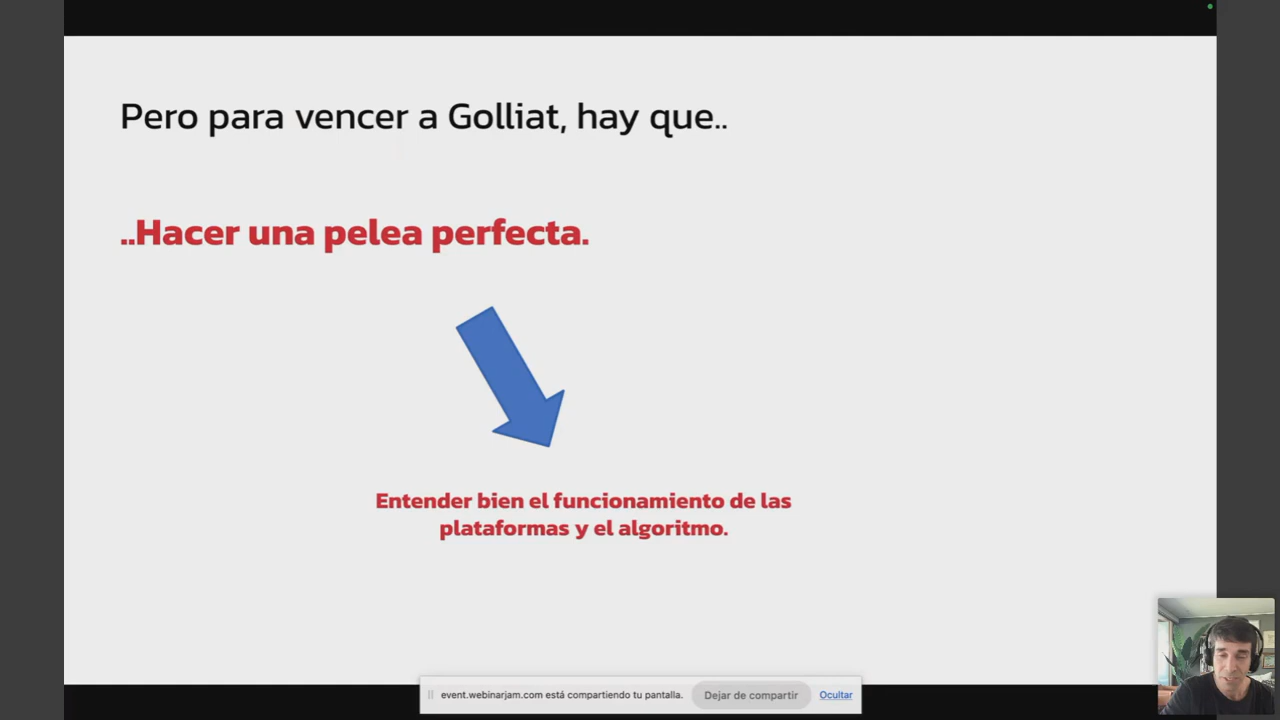 Pero para vencer a Golliat, hay que..
..Hacer una pelea perfecta.
Entender bien el funcionamiento de las
plataformas y el algoritmo.
event.webinarjam.com está compartiendo tu pantalla.
Dejar de compartir
Ocultar